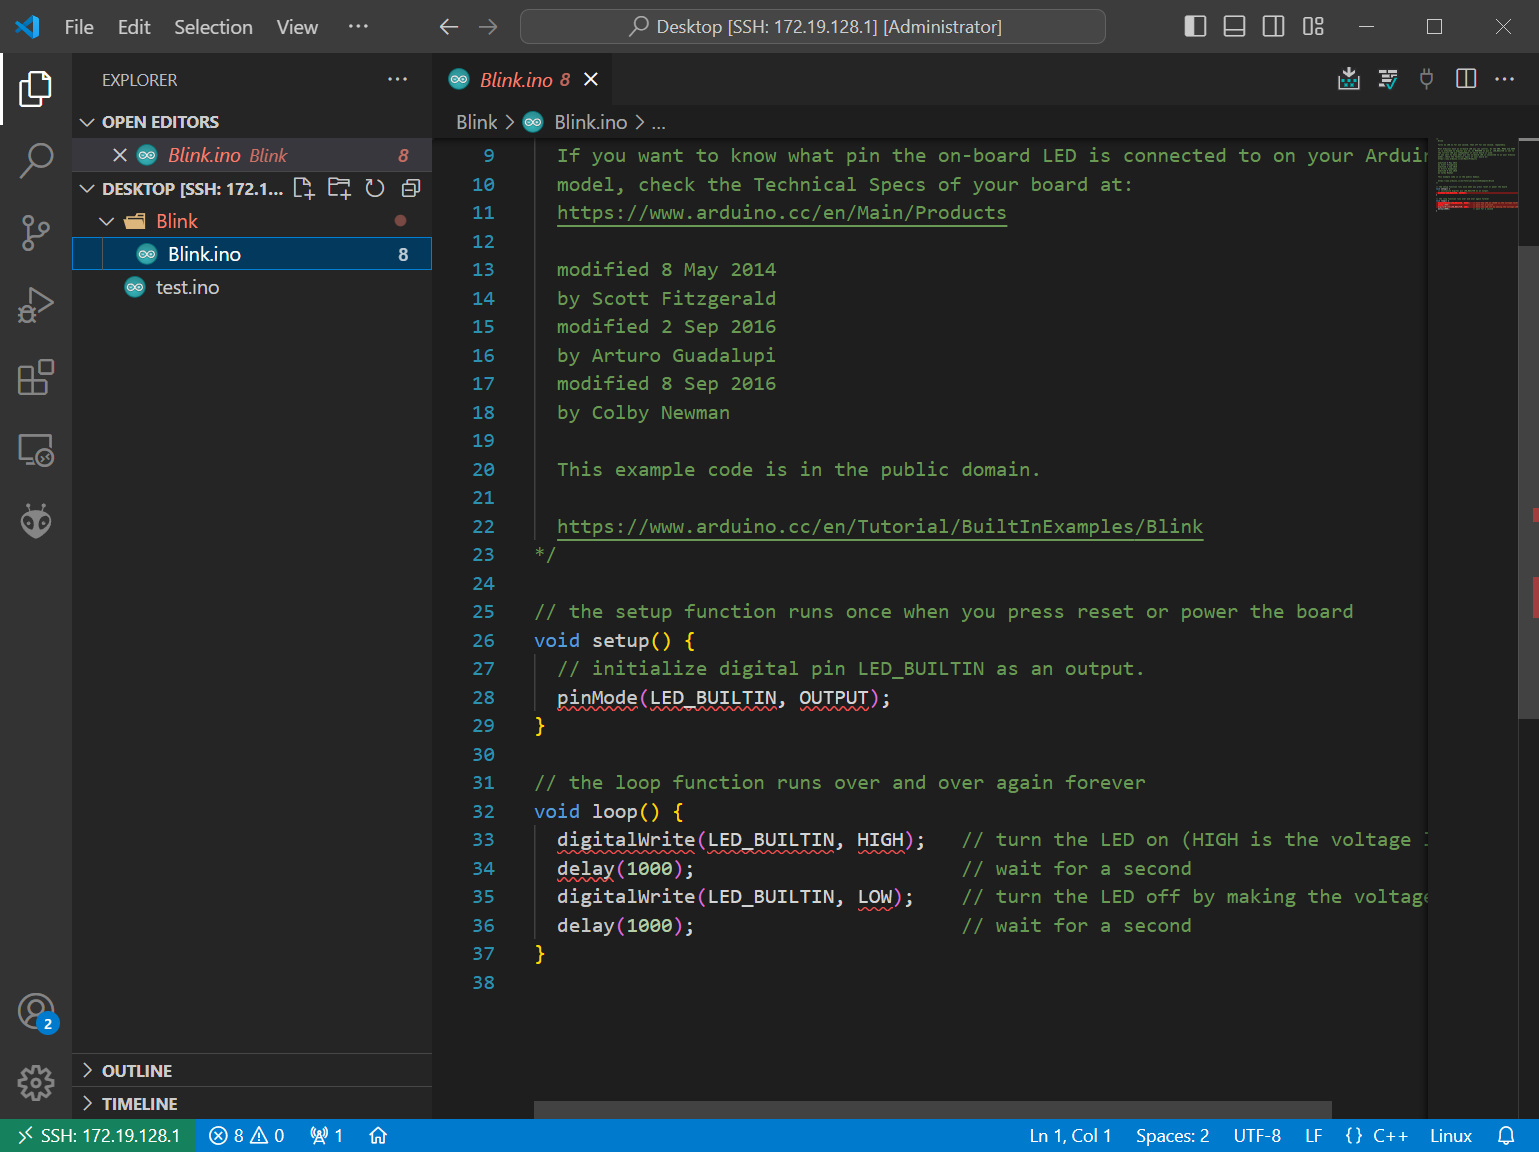 File Edit Selection View ··· Desktop [SSH: 172.19.128.1] [Administrator]
EXPLORER
OPEN EDITORS
Blink.ino Blink 8
DESKTOP [SSH: 172.1...
Blink
Blink.ino 8
test.ino
OUTLINE
TIMELINE
2
Blink.ino 8
Blink > Blink.ino > ...
9 If you want to know what pin the on-board LED is connected to on your Arduin
10 model, check the Technical Specs of your board at:
11 https://www.arduino.cc/en/Main/Products
12
13 modified 8 May 2014
14 by Scott Fitzgerald
15 modified 2 Sep 2016
16 by Arturo Guadalupi
17 modified 8 Sep 2016
18 by Colby Newman
19
20 This example code is in the public domain.
21
22 https://www.arduino.cc/en/Tutorial/BuiltInExamples/Blink
23 */
24
25 // the setup function runs once when you press reset or power the board
26 void setup() {
27 // initialize digital pin LED_BUILTIN as an output.
28 pinMode(LED_BUILTIN, OUTPUT);
29 }
30
31 // the loop function runs over and over again forever
32 void loop() {
33 digitalWrite(LED_BUILTIN, HIGH); // turn the LED on (HIGH is the voltage
34 delay(1000); // wait for a second
35 digitalWrite(LED_BUILTIN, LOW); // turn the LED off by making the voltage
36 delay(1000); // wait for a second
37 }
38
SSH: 172.19.128.1 8 0 1 Ln 1, Col 1 Spaces: 2 UTF-8 LF {} C++ Linux